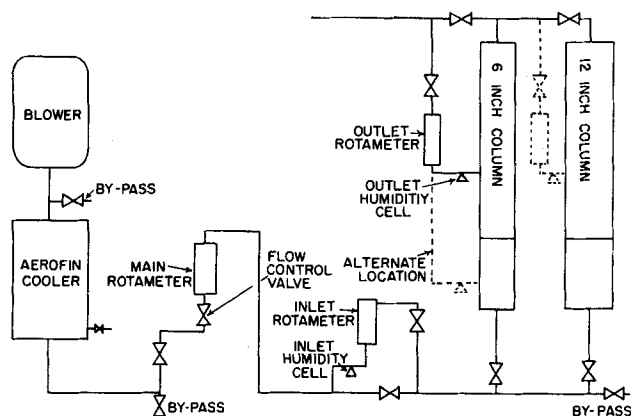 BLOWER
BY-PASS
AEROFIN
COOLER
MAIN
ROTAMETER
FLOW
CONTROL
VALVE
BY-PASS
OUTLET
ROTAMETER
OUTLET
HUMIDITIY
CELL
ALTERNATE
LOCATION
INLET
ROTAMETER
INLET
HUMIDITY
CELL
6 INCH COLUMN
12 INCH COLUMN
BY-PASS